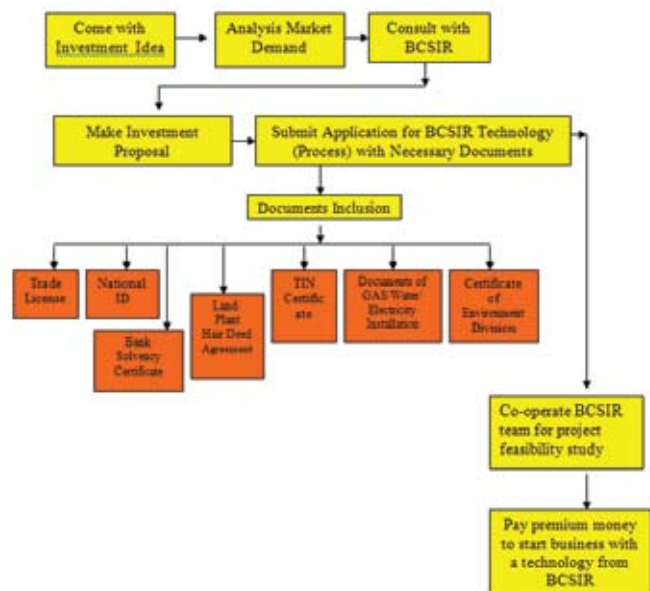 Come with
Investment Idea
Analysis Market
Demand
Consult with
BCSIR
Make Investment
Proposal
Submit Application for BCSIR Technology
(Process) with Necessary Documents
Documents Inclusion
Trade
License
National
ID
Bank
Solvency
Certificate
Land/
Plant
Hair Deed
Agreement
TIN
Certific
ate
Documents of
GAS Water/
Electricity
Installation
Certificate
of
Enviroment
Division
Co-operate BCSIR
team for project
feasibility study
Pay premium money
to start business with
a technology from
BCSIR